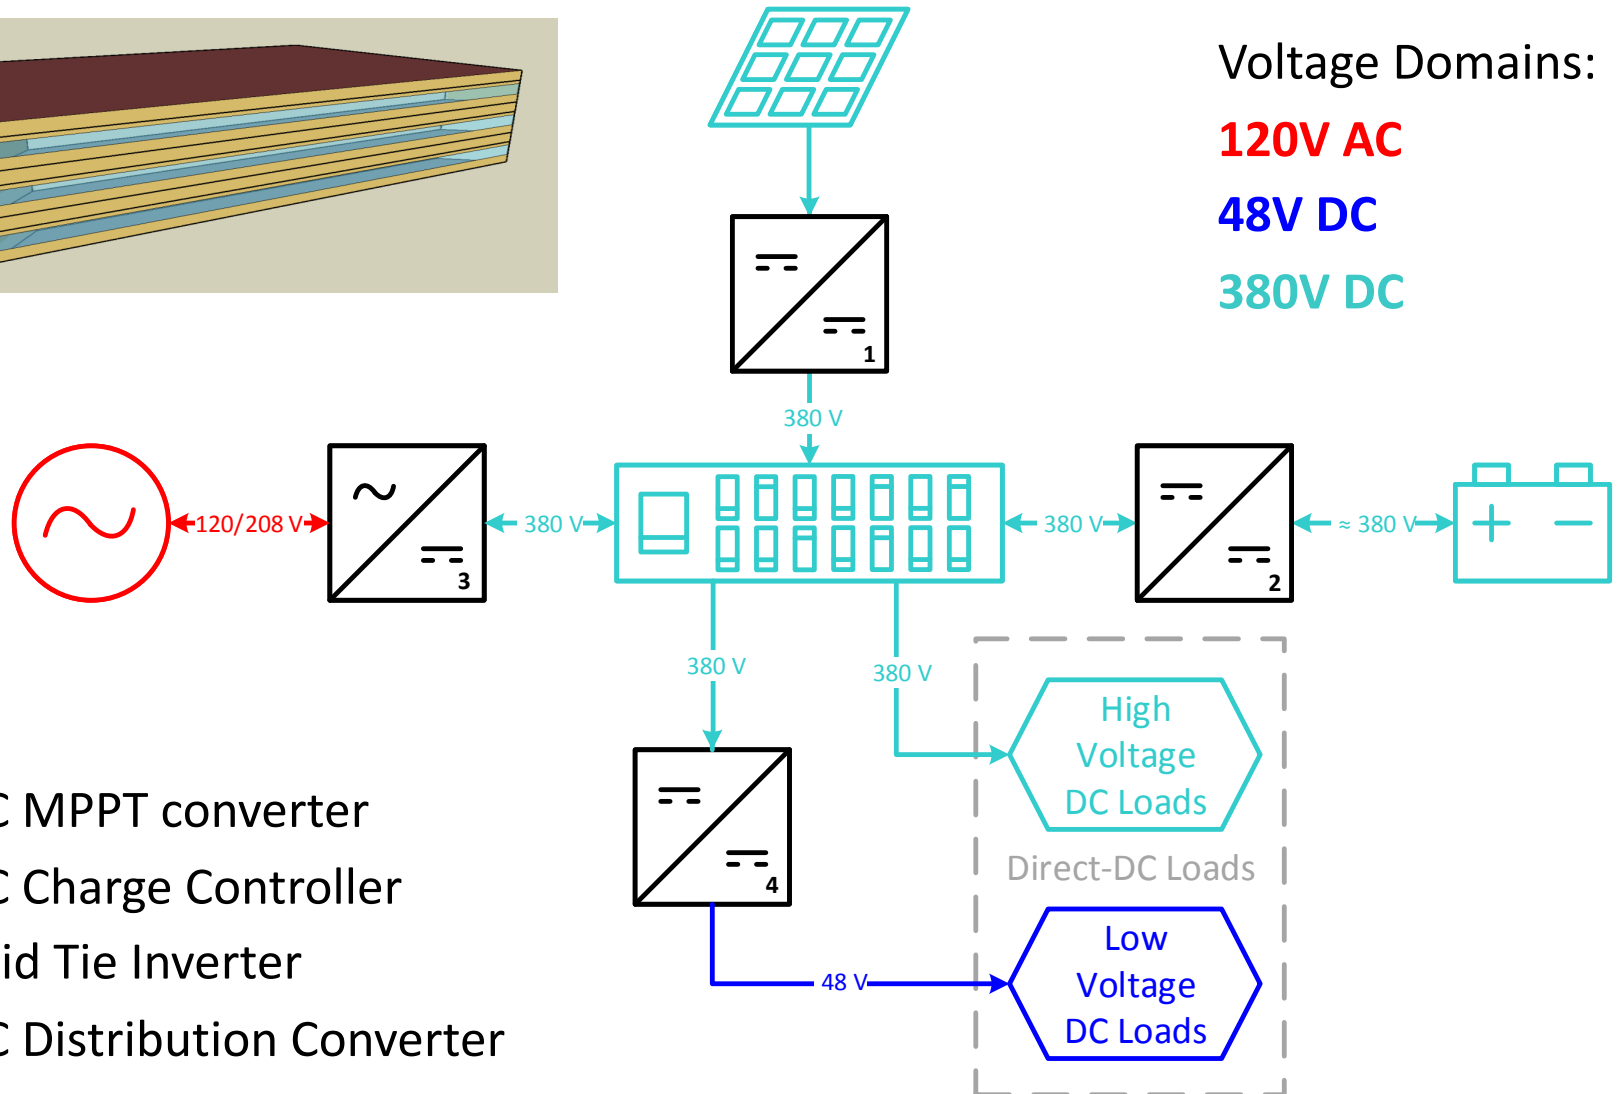 Voltage Domains:
120V AC
48V DC
380V DC
1
380 V
120/208 V
3
380 V
380 V
2
≈ 380 V
380 V
380 V
High
Voltage
DC Loads
Direct-DC Loads
4
Low
Voltage
DC Loads
48 V
C MPPT converter
C Charge Controller
id Tie Inverter
C Distribution Converter